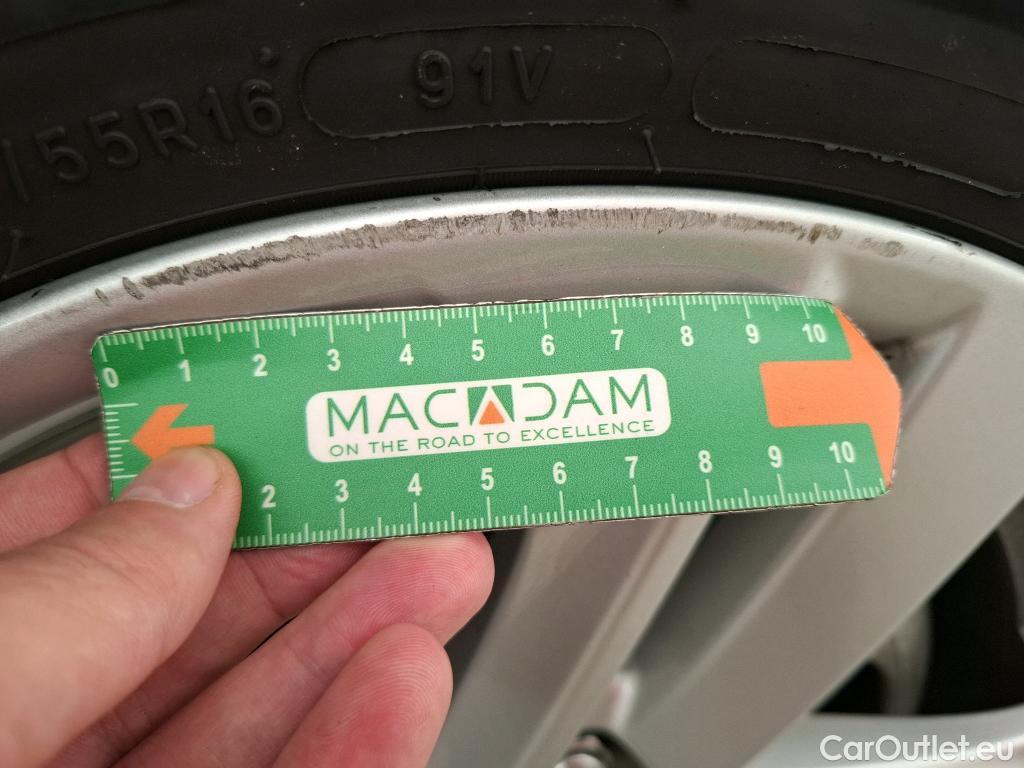 /55R16 91V
0 1 2 3 4 5 6 7 8 9 10
MACADAM
ON THE ROAD TO EXCELLENCE
2 3 4 5 6 7 8 9 10
CarOutlet.eu